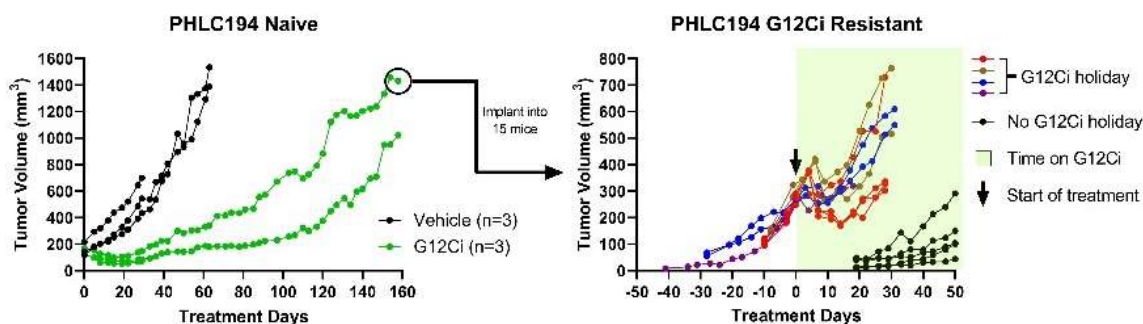 PHLC194 Naive
Tumor Volume (mm³)
1600
1400
1200
1000
800
600
400
200
0
0
20
40
60
80
100
120
140
160
Treatment Days
Vehicle (n=3)
G12Ci (n=3)
Implant into
15 mice
PHLC194 G12Ci Resistant
Tumor Volume (mm³)
800
700
600
500
400
300
200
100
0
-50
-40
-30
-20
-10
0
10
20
30
40
50
Treatment Days
G12Ci holiday
No G12Ci holiday
Time on G12Ci
Start of treatment